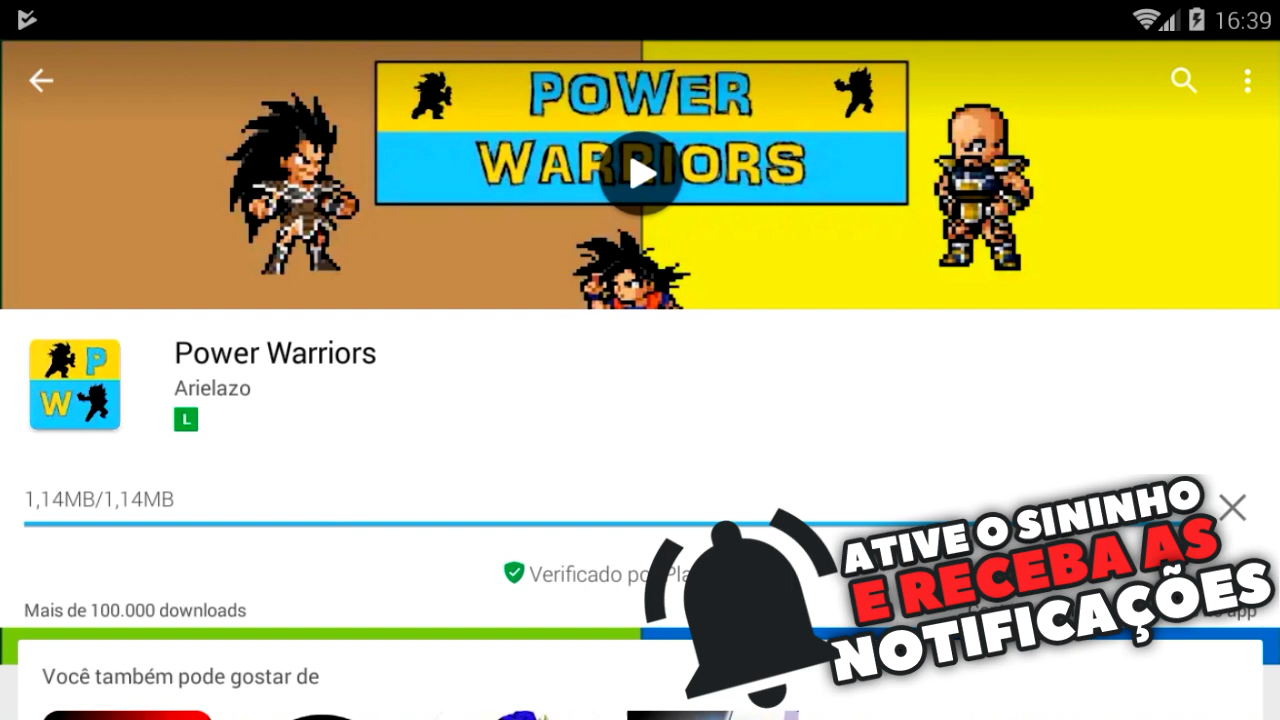 16:39
POWER
WARRIORS
P
W
Power Warriors
Arielazo
L
1,14MB/1,14MB
Verificado
Mais de 100.000 downloads
ATIVE O SININHO
E RECEBA AS
NOTIFICAÇÕES
app
Você também pode gostar de